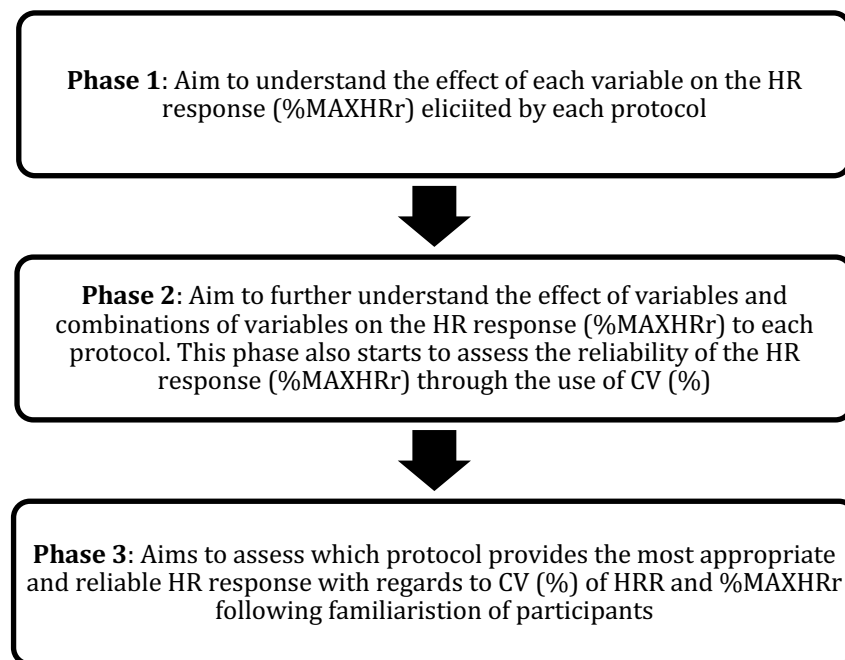 Phase 1: Aim to understand the effect of each variable on the HR
response (%MAXHRr) eliciited by each protocol
Phase 2: Aim to further understand the effect of variables and
combinations of variables on the HR response (%MAXHRr) to each
protocol. This phase also starts to assess the reliability of the HR
response (%MAXHRr) through the use of CV (%)
Phase 3: Aims to assess which protocol provides the most appropriate
and reliable HR response with regards to CV (%) of HRR and %MAXHRr
following familiaristion of participants